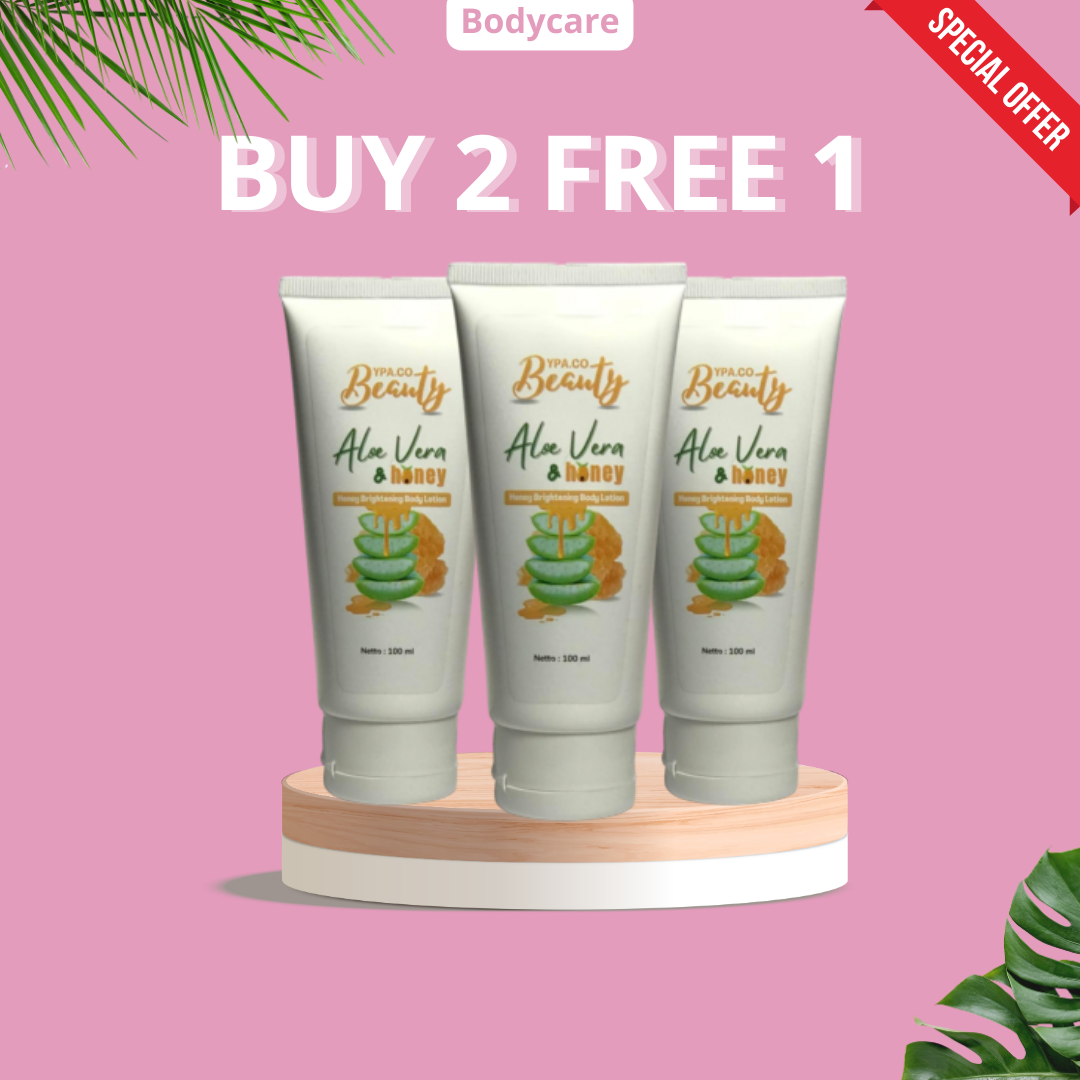 Bodycare
SPECIAL OFFER
BUY 2 FREE 1
YPA.CO
Beauty
Aloe Vera
& honey
Honey Brightening Body Lotion
Netto : 100 ml
YPA.CO
Beauty
Aloe Vera
& honey
Honey Brightening Body Lotion
Netto : 100 ml
YPA.CO
Beauty
Aloe Vera
& honey
Honey Brightening Body Lotion
Netto : 100 ml